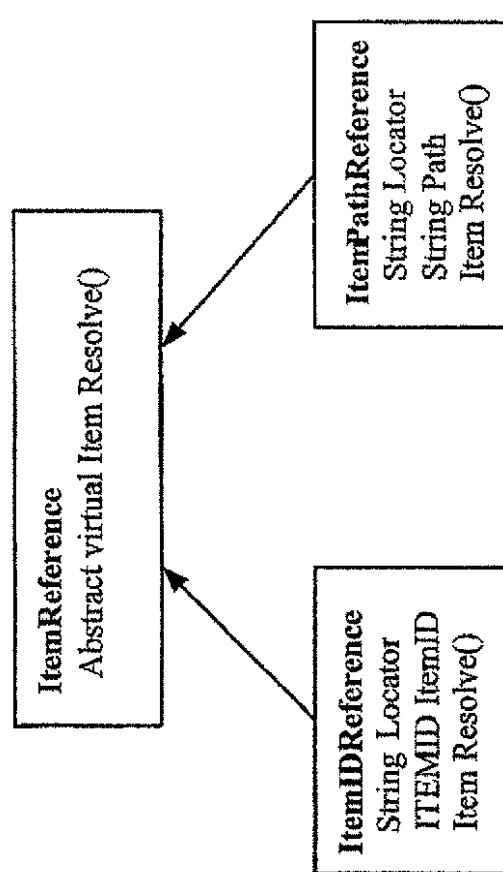 ItemReference
Abstract virtual Item Resolve()
ItemIDReference
String Locator
ITEMID ItemID
Item Resolve()
ItemPathReference
String Locator
String Path
Item Resolve()